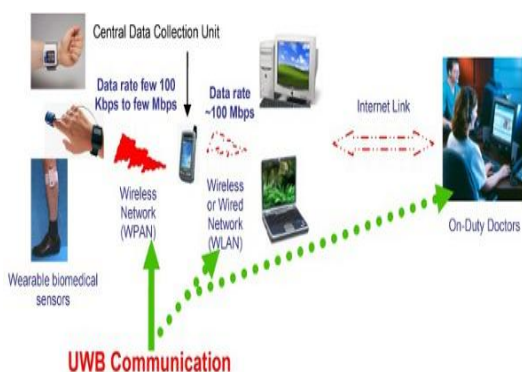 Central Data Collection Unit
Data rate few 100
Kbps to few Mbps
Data rate
~100 Mbps
Internet Link
Wireless
Network
(WPAN)
Wireless
or Wired
Network
(WLAN)
On-Duty Doctors
Wearable biomedical
sensors
UWB Communication